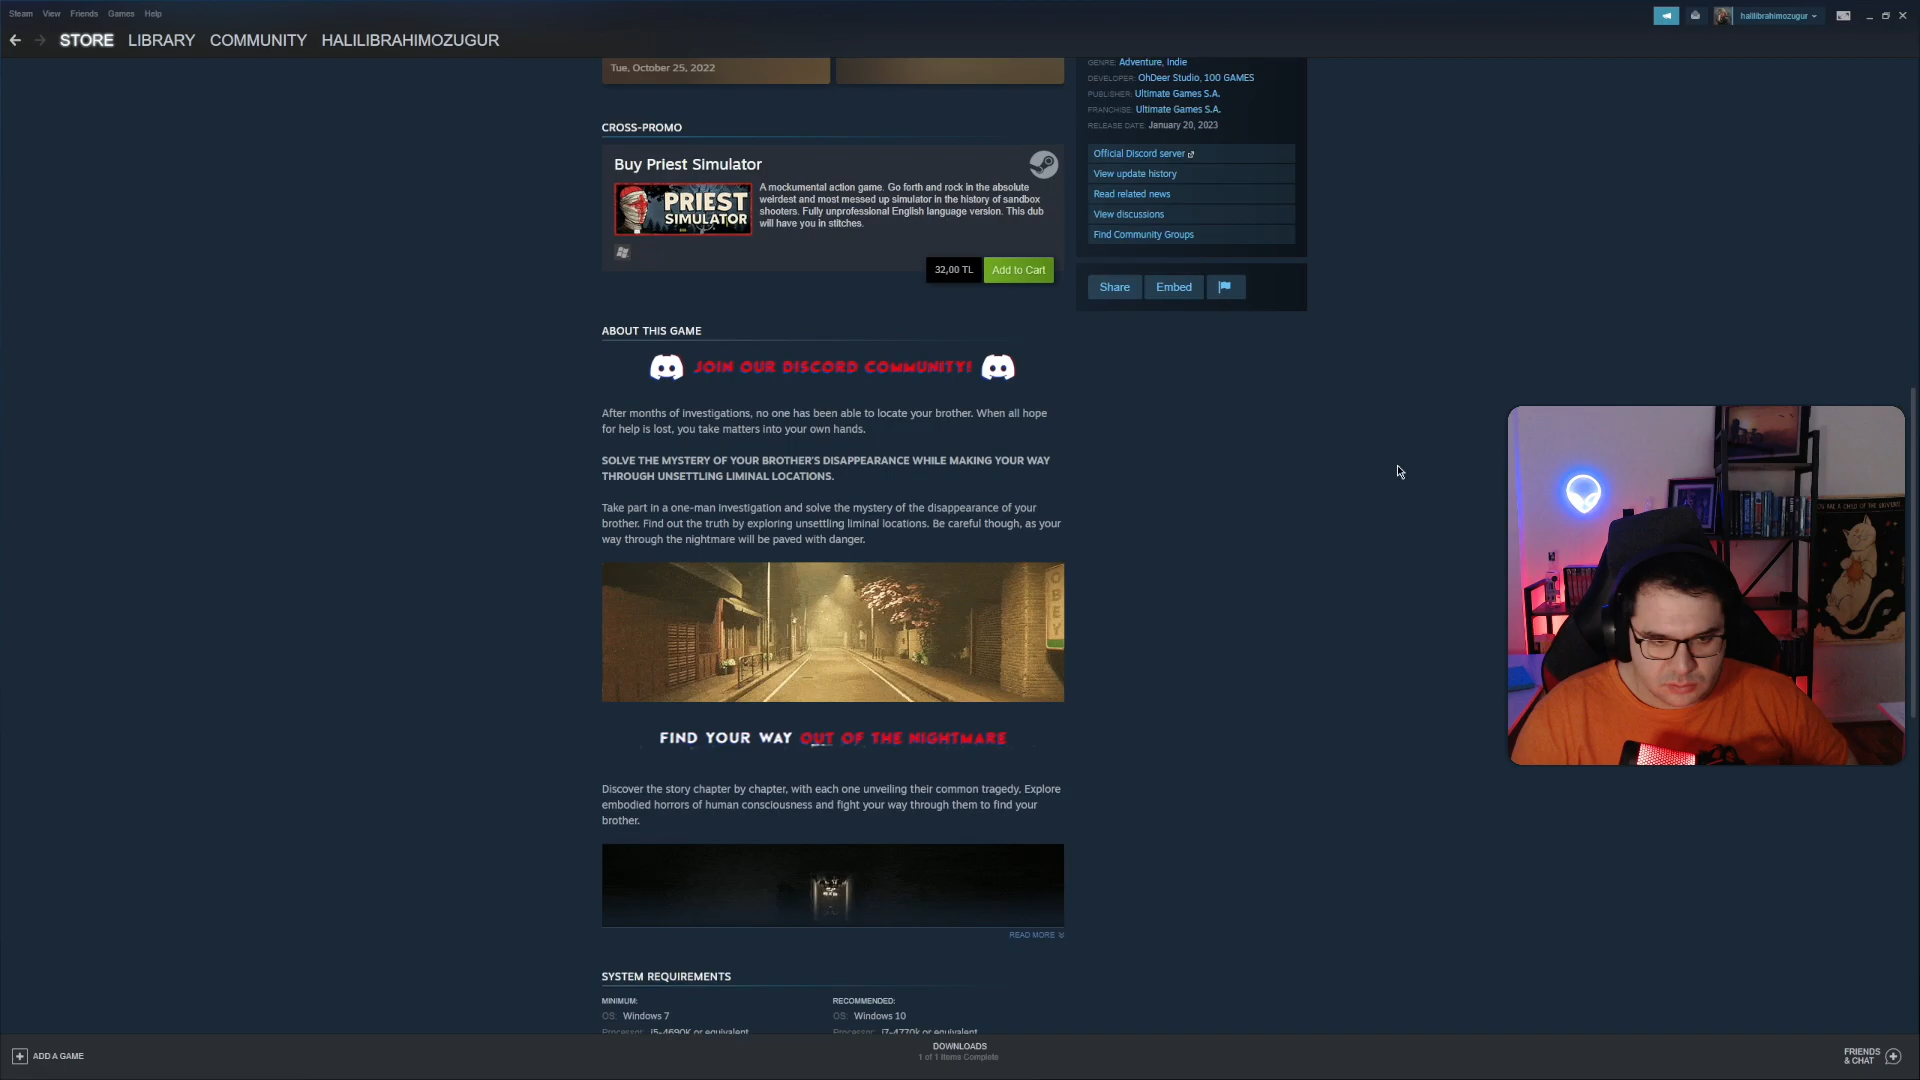 Steam View Friends Games Help
halilibrahimozugur
STORE LIBRARY COMMUNITY HALILIBRAHIMOZUGUR
Tue, October 25, 2022
CROSS-PROMO
Buy Priest Simulator
PRIEST
SIMULATOR
A mockumental action game. Go forth and rock in the absolute
weirdest and most messed up simulator in the history of sandbox
shooters. Fully unprofessional English language version. This dub
will have you in stitches.
32,00 TL Add to Cart
ABOUT THIS GAME
JOIN OUR DISCORD COMMUNITY!
After months of investigations, no one has been able to locate your brother. When all hope
for help is lost, you take matters into your own hands.
SOLVE THE MYSTERY OF YOUR BROTHER'S DISAPPEARANCE WHILE MAKING YOUR WAY
THROUGH UNSETTLING LIMINAL LOCATIONS.
Take part in a one-man investigation and solve the mystery of the disappearance of your
brother. Find out the truth by exploring unsettling liminal locations. Be careful though, as your
way through the nightmare will be paved with danger.
OBEY
FIND YOUR WAY OUT OF THE NIGHTMARE
Discover the story chapter by chapter, with each one unveiling their common tragedy. Explore
embodied horrors of human consciousness and fight your way through them to find your
brother.
READ MORE
SYSTEM REQUIREMENTS
MINIMUM:
OS: Windows 7
Processor: i5-4690K or equivalent
RECOMMENDED:
OS: Windows 10
Processor: i7-4770k or equivalent
GENRE: Adventure, Indie
DEVELOPER: OhDeer Studio, 100 GAMES
PUBLISHER: Ultimate Games S.A.
FRANCHISE: Ultimate Games S.A.
RELEASE DATE: January 20, 2023
Official Discord server
View update history
Read related news
View discussions
Find Community Groups
Share Embed
ADD A GAME
DOWNLOADS
1 of 1 Items Complete
FRIENDS
& CHAT